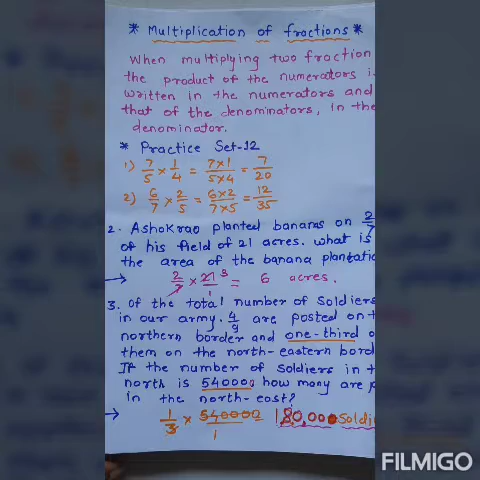 * Multiplication of fractions *
When multiplying two fraction
the product of the numerators i
written in the numerators and
that of the denominators, in the
denominator.
* Practice Set-12
1) 7/5 × 1/4 = 7×1/5×4 = 7/20
2) 6/7 × 2/5 = 6×2/7×5 = 12/35
2. Ashokrao planted bananas on 2/7
of his field of 21 acres. what is
the area of the banana plantatio
→ 2/7 × 21/1 3 = 6 acres.
3. Of the total number of Soldiers
in our army. 4/9 are posted on t
northern border and one-third o
them on the north-eastern bord
If the number of Soldiers in t
north is 540000, how many are p
in the north-east?
→ 1/3 × 540000/1 = 180,000 Soldie
FILMIGO